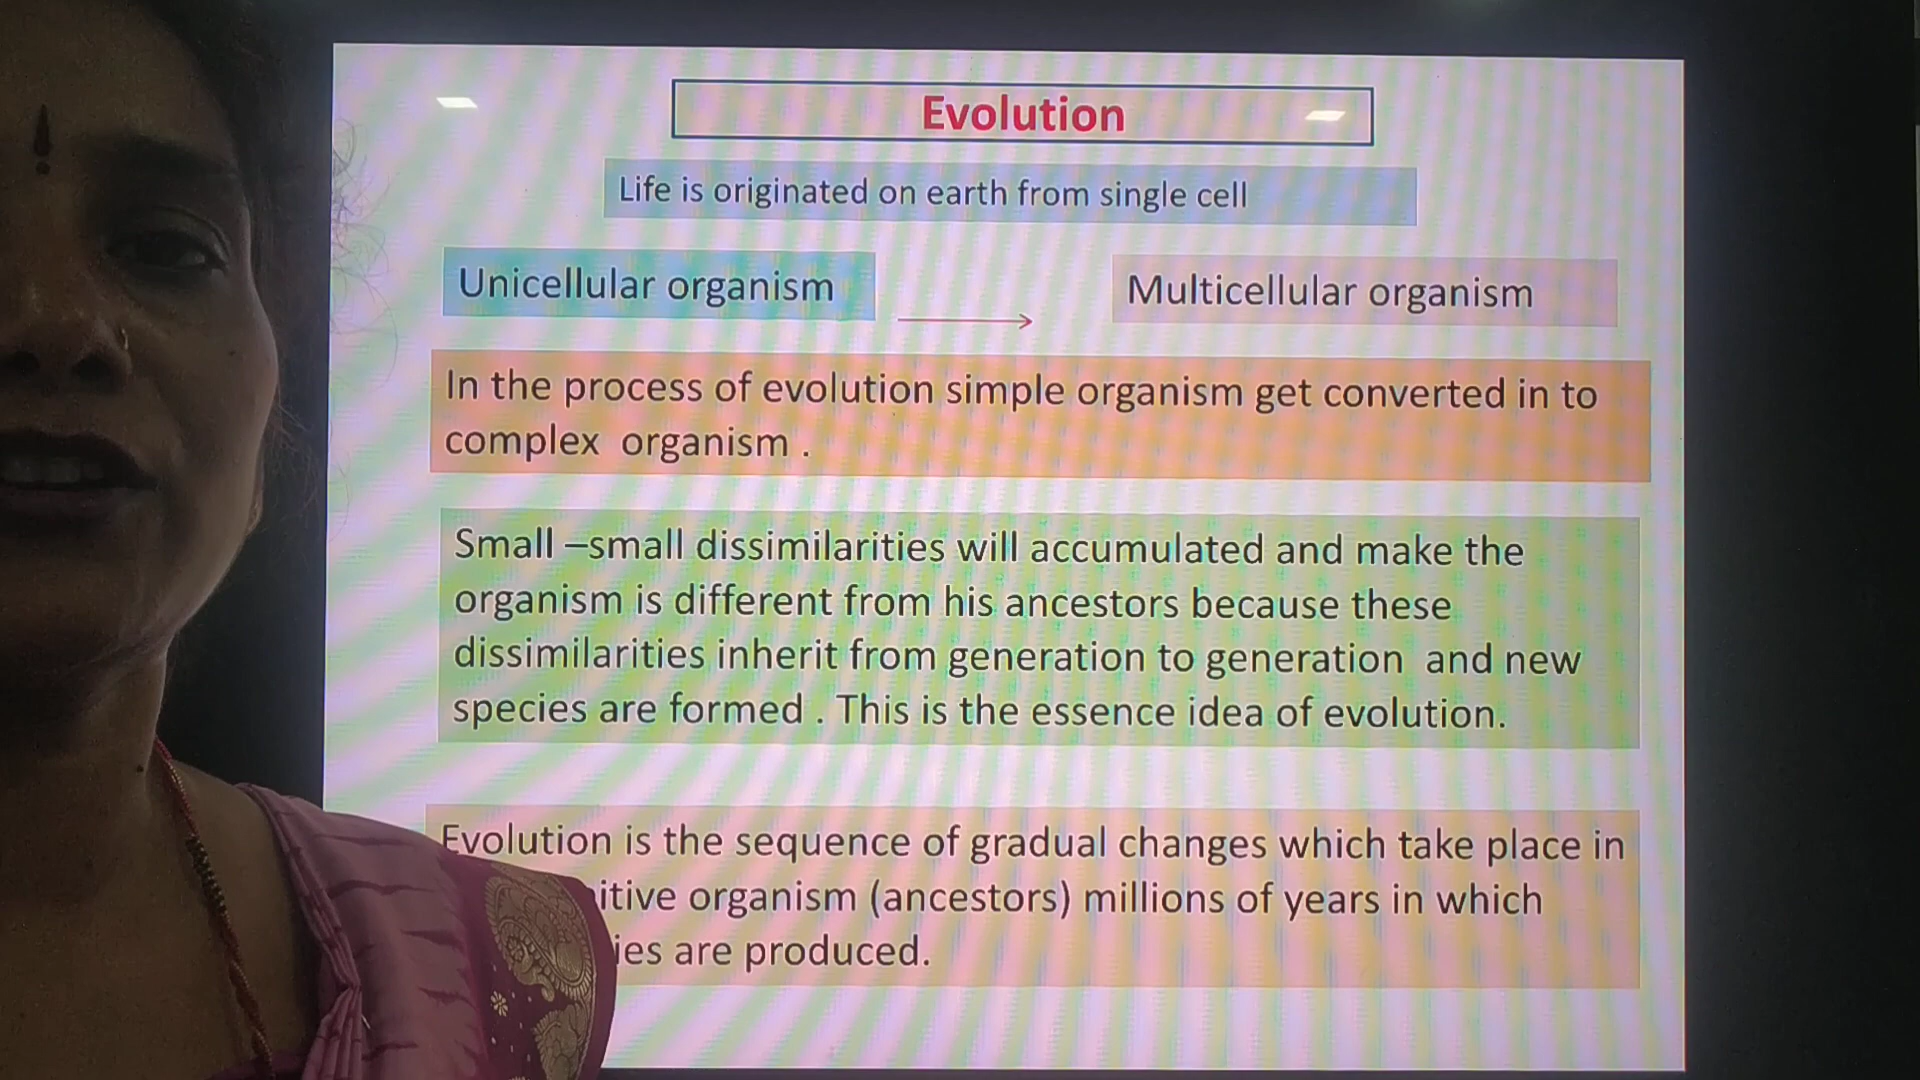 Evolution
Life is originated on earth from single cell
Unicellular organism
Multicellular organism
In the process of evolution simple organism get converted in to
complex organism .
Small –small dissimilarities will accumulated and make the
organism is different from his ancestors because these
dissimilarities inherit from generation to generation and new
species are formed . This is the essence idea of evolution.
Evolution is the sequence of gradual changes which take place in
organism (ancestors) millions of years in which
are produced.